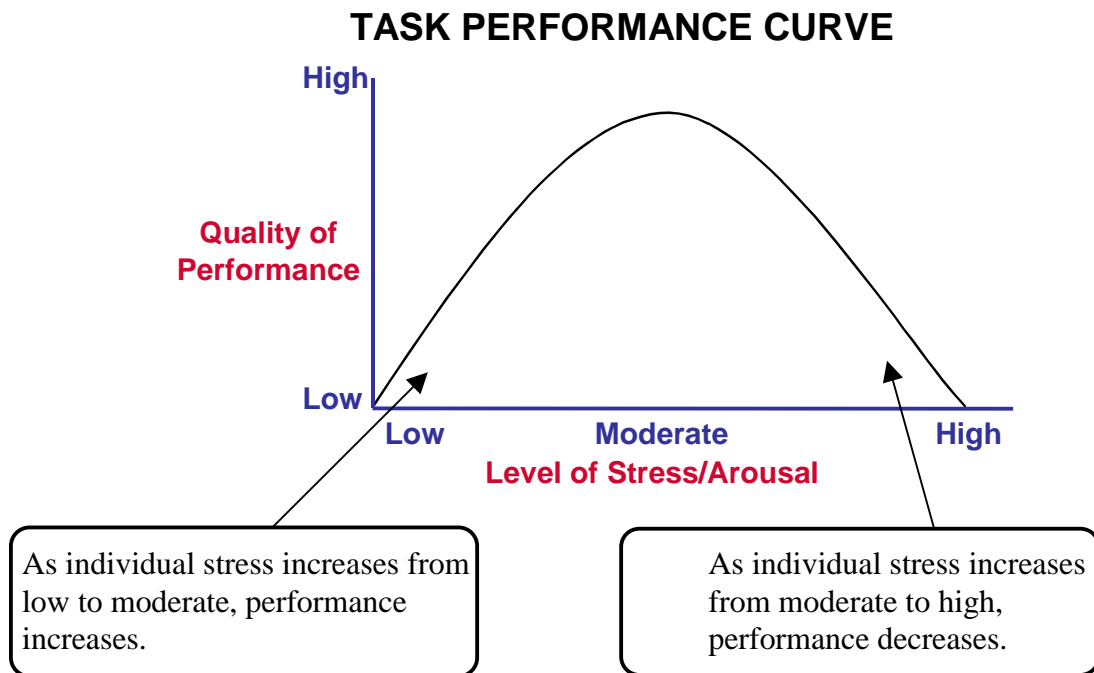 TASK PERFORMANCE CURVE
High
Quality of
Performance
Low
Low Moderate High
Level of Stress/Arousal
As individual stress increases from
low to moderate, performance
increases.
As individual stress increases
from moderate to high,
performance decreases.